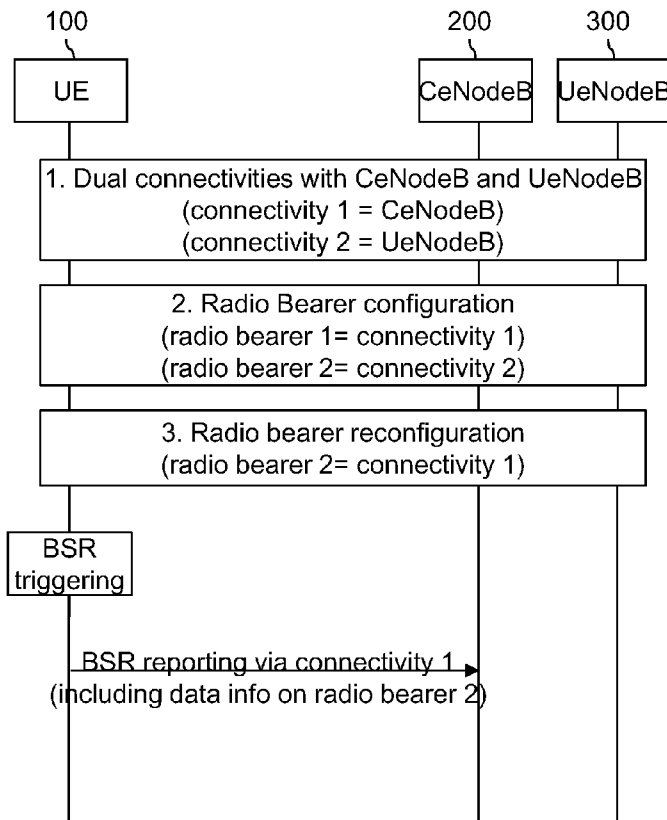 100
200
300
UE
CeNodeB
UeNodeB
1. Dual connectivities with CeNodeB and UeNodeB
(connectivity 1 = CeNodeB)
(connectivity 2 = UeNodeB)
2. Radio Bearer configuration
(radio bearer 1= connectivity 1)
(radio bearer 2= connectivity 2)
3. Radio bearer reconfiguration
(radio bearer 2= connectivity 1)
BSR
triggering
BSR reporting via connectivity 1
(including data info on radio bearer 2)